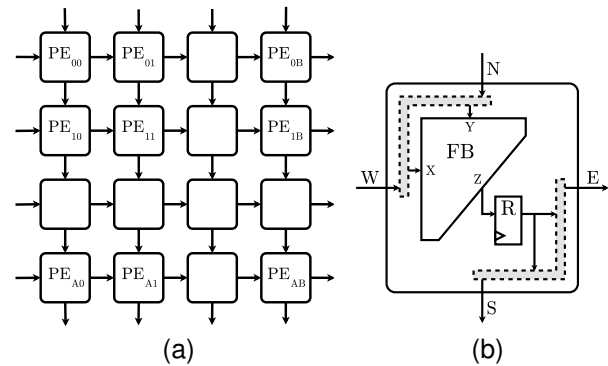 PE00 PE01 PE0B
PE10 PE11 PE1B
PEA0 PEA1 PEAB
(a)
N
Y
FB
W
X
Z
E
R
S
(b)